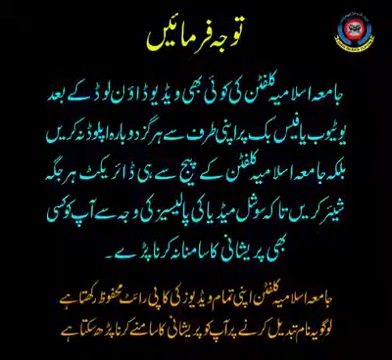 توجہ فرمائیں
جامعہ اسلامیہ کلفٹن کی کوئی بھی ویڈیو ڈاؤن لوڈ کے بعد
یوٹیوب یا فیس بک پر اپنی طرف سے ہرگز دوبارہ اپلوڈ نہ کریں
بلکہ جامعہ اسلامیہ کلفٹن کے پیج سے ہی ڈائریکٹ ہر جگہ
شیئر کریں تاکہ سوشل میڈیا کی پالیسیز کی وجہ سے آپ کو کسی
بھی پریشانی کا سامنا نہ کرنا پڑے۔
جامعہ اسلامیہ کلفٹن اپنی تمام ویڈیوز کی کاپی رائٹ محفوظ رکھتا ہے
لوگو یہ نام تبدیل کرنے پر آپ کو پریشانی کا سامنے کرنا پڑھ سکتا ہے